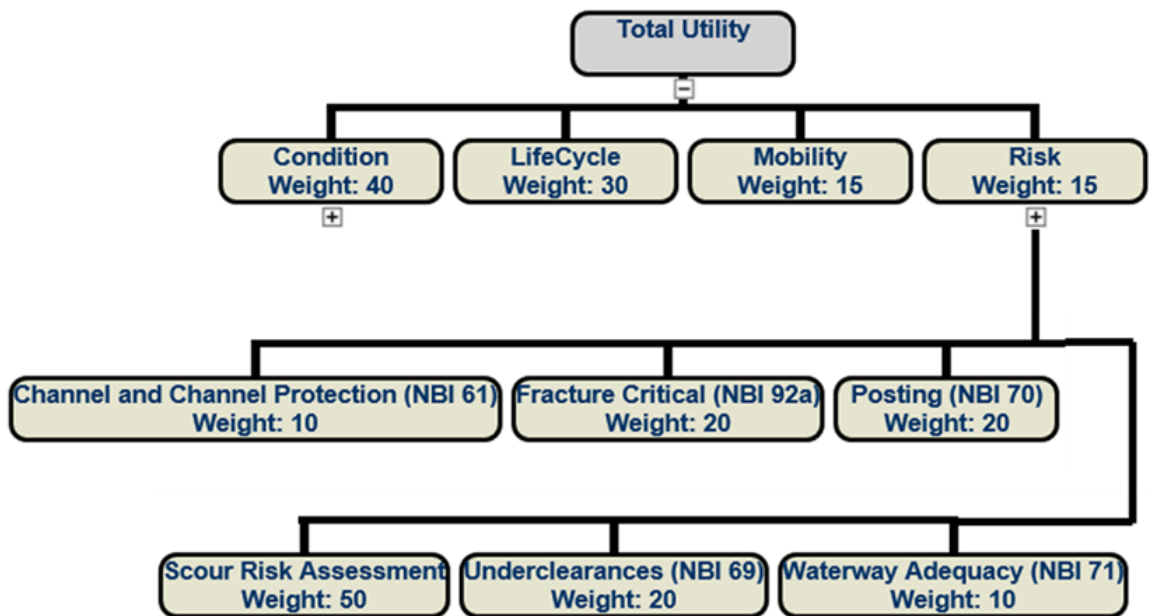 Total Utility
Condition
Weight: 40
LifeCycle
Weight: 30
Mobility
Weight: 15
Risk
Weight: 15
Channel and Channel Protection (NBI 61)
Weight: 10
Fracture Critical (NBI 92a)
Weight: 20
Posting (NBI 70)
Weight: 20
Scour Risk Assessment
Weight: 50
Underclearances (NBI 69)
Weight: 20
Waterway Adequacy (NBI 71)
Weight: 10